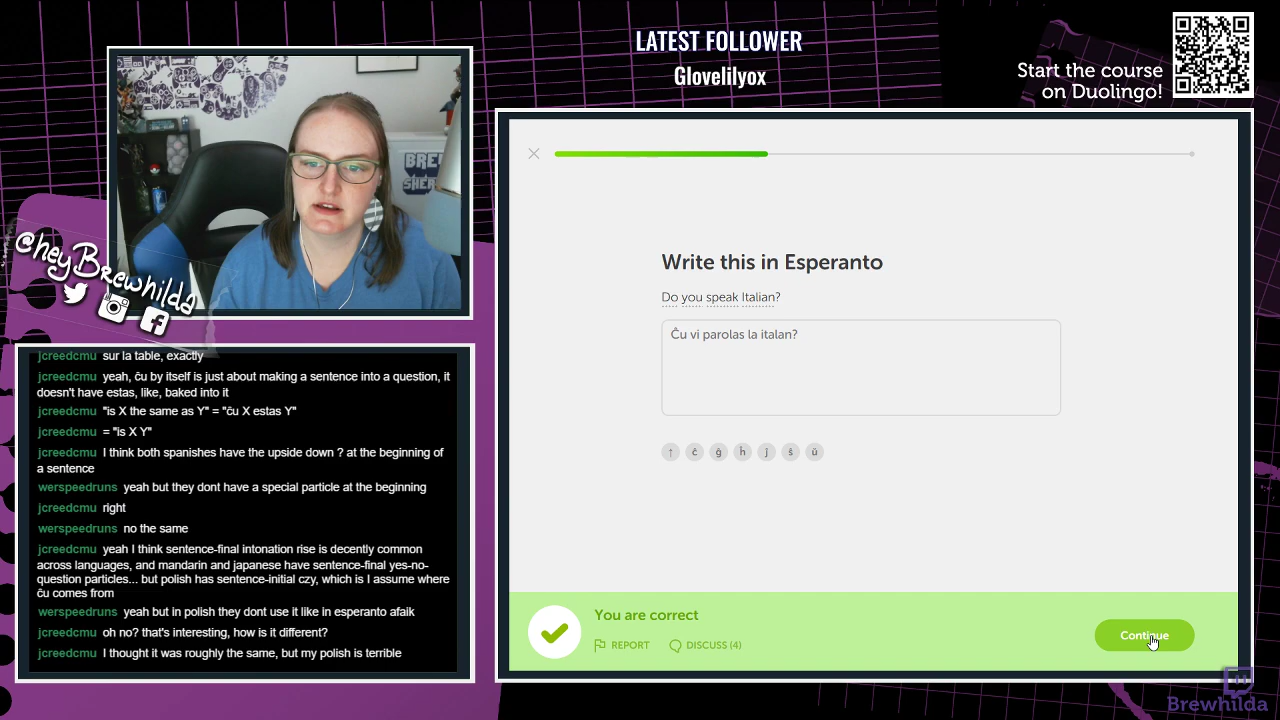 LATEST FOLLOWER
Glovelilyox
Start the course
on Duolingo!
BRE
SHE
@heyBrewhilda
Write this in Esperanto
Do you speak Italian?
Ĉu vi parolas la italan?
↑ ĉ ĝ ĥ ĵ ŝ ŭ
You are correct
REPORT DISCUSS (4)
Continue
jcreedcmu sur la table, exactly
jcreedcmu yeah, ĉu by itself is just about making a sentence into a question, it
doesn't have estas, like, baked into it
jcreedcmu "is X the same as Y" = "ĉu X estas Y"
jcreedcmu = "is X Y"
jcreedcmu I think both spanishes have the upside down ? at the beginning of
a sentence
werspeedruns yeah but they dont have a special particle at the beginning
jcreedcmu right
werspeedruns no the same
jcreedcmu yeah I think sentence-final intonation rise is decently common
across languages, and mandarin and japanese have sentence-final yes-no-
question particles... but polish has sentence-initial czy, which is I assume where
ĉu comes from
werspeedruns yeah but in polish they dont use it like in esperanto afaik
jcreedcmu oh no? that's interesting, how is it different?
jcreedcmu I thought it was roughly the same, but my polish is terrible
Brewhilda